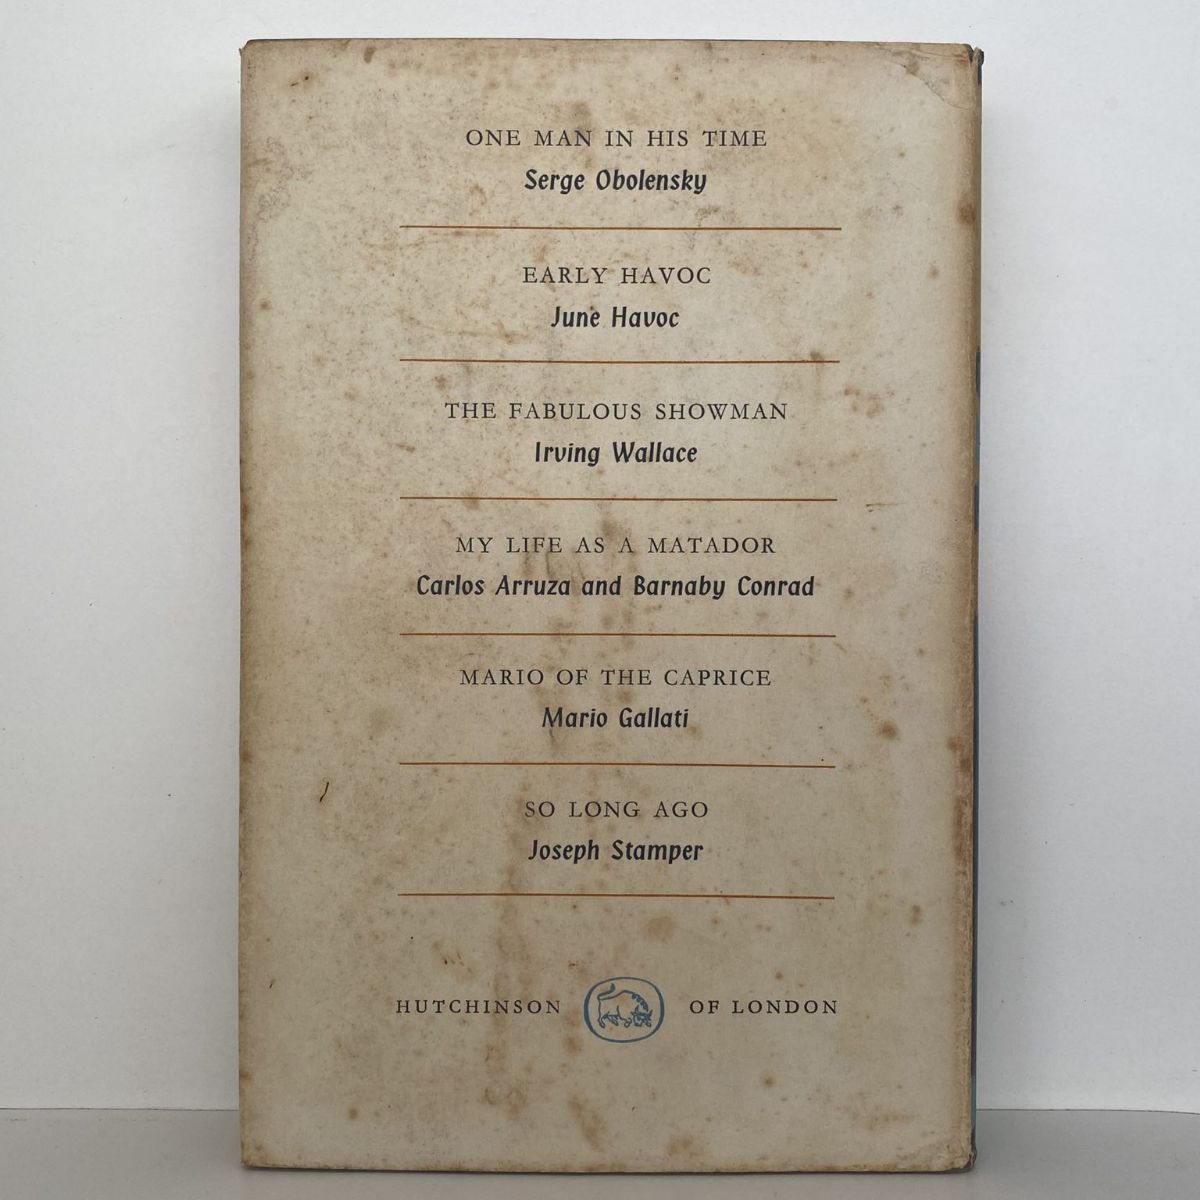 ONE MAN IN HIS TIME
Serge Obolensky
EARLY HAVOC
June Havoc
THE FABULOUS SHOWMAN
Irving Wallace
MY LIFE AS A MATADOR
Carlos Arruza and Barnaby Conrad
MARIO OF THE CAPRICE
Mario Gallati
SO LONG AGO
Joseph Stamper
HUTCHINSON OF LONDON